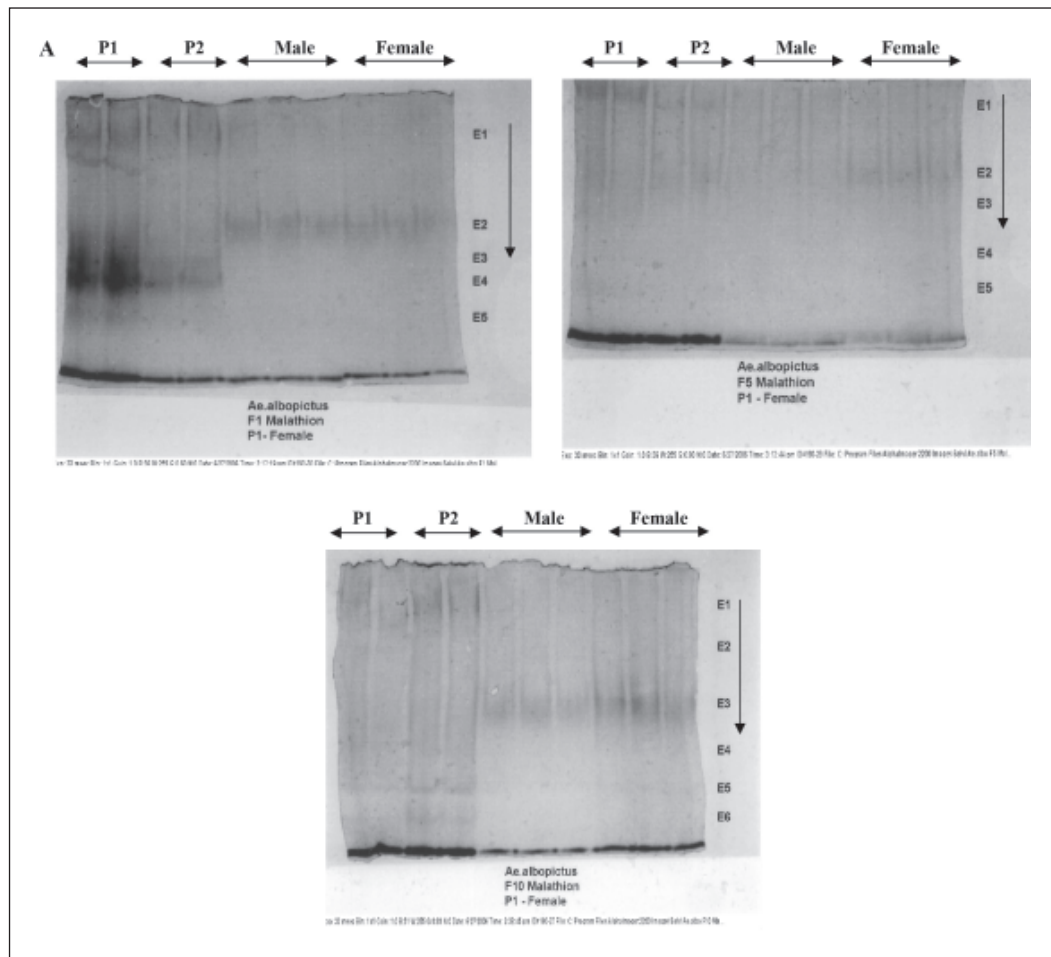 A P1 P2 Male Female
E1
E2
E3
E4
E5
Ae.albopictus
F1 Malathion
P1- Female
P1 P2 Male Female
E1
E2
E3
E4
E5
Ae.albopictus
F5 Malathion
P1 - Female
P1 P2 Male Female
E1
E2
E3
E4
E5
E6
Ae.albopictus
F10 Malathion
P1 - Female